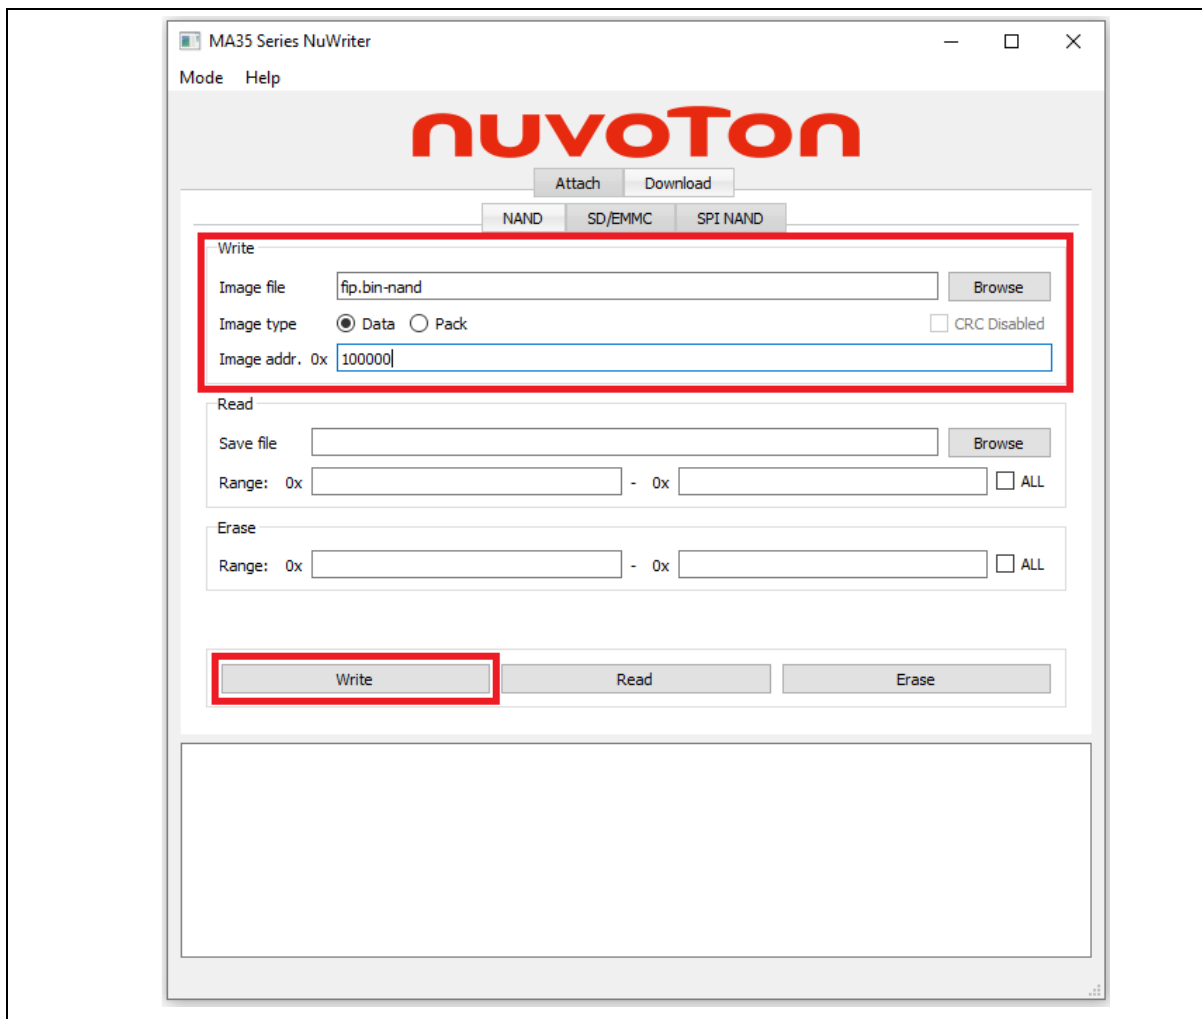 MA35 Series NuWriter
Mode Help
nuvoTon
Attach Download
NAND SD/EMMC SPI NAND
Write
Image file fip.bin-nand Browse
Image type Data Pack CRC Disabled
Image addr. 0x 100000
Read
Save file Browse
Range: 0x - 0x ALL
Erase
Range: 0x - 0x ALL
Write Read Erase